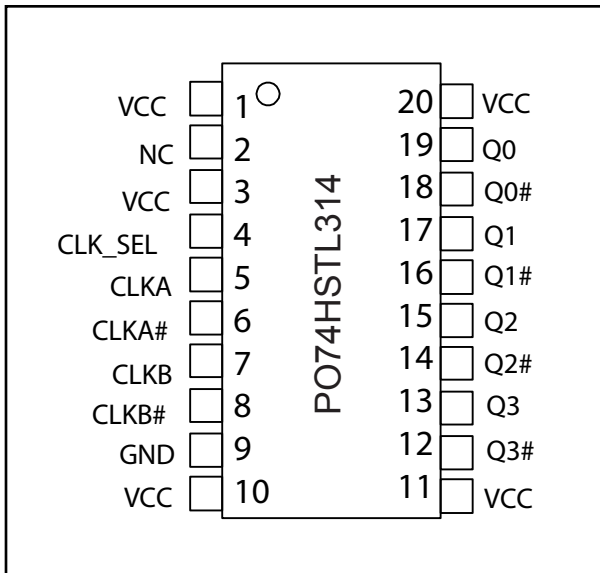 VCC 1 20 VCC
NC 2 19 Q0
VCC 3 18 Q0#
CLK_SEL 4 17 Q1
CLKA 5 16 Q1#
CLKA# 6 15 Q2
CLKB 7 14 Q2#
CLKB# 8 13 Q3
GND 9 12 Q3#
VCC 10 11 VCC
PO74HSTL314